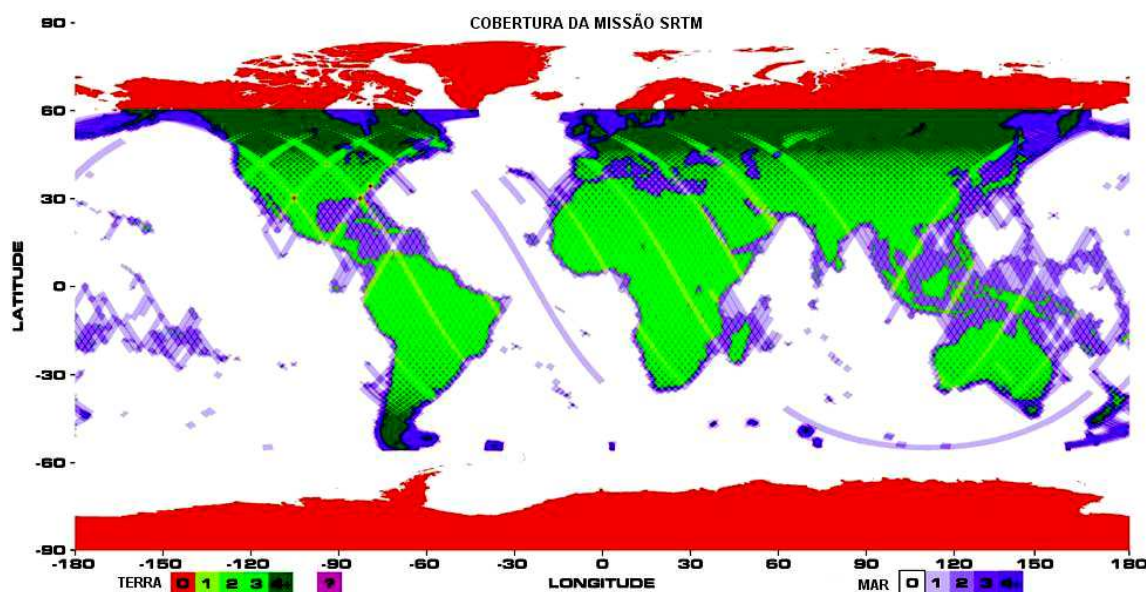 COBERTURA DA MISSÃO SRTM
90
60
30
0
-30
-60
-90
LATITUDE
-180 -150 -120 -90 -60 -30 0 30 60 90 120 150 180
TERRA 0 1 2 3 4+ ? LONGITUDE MAR 0 1 2 3 4+